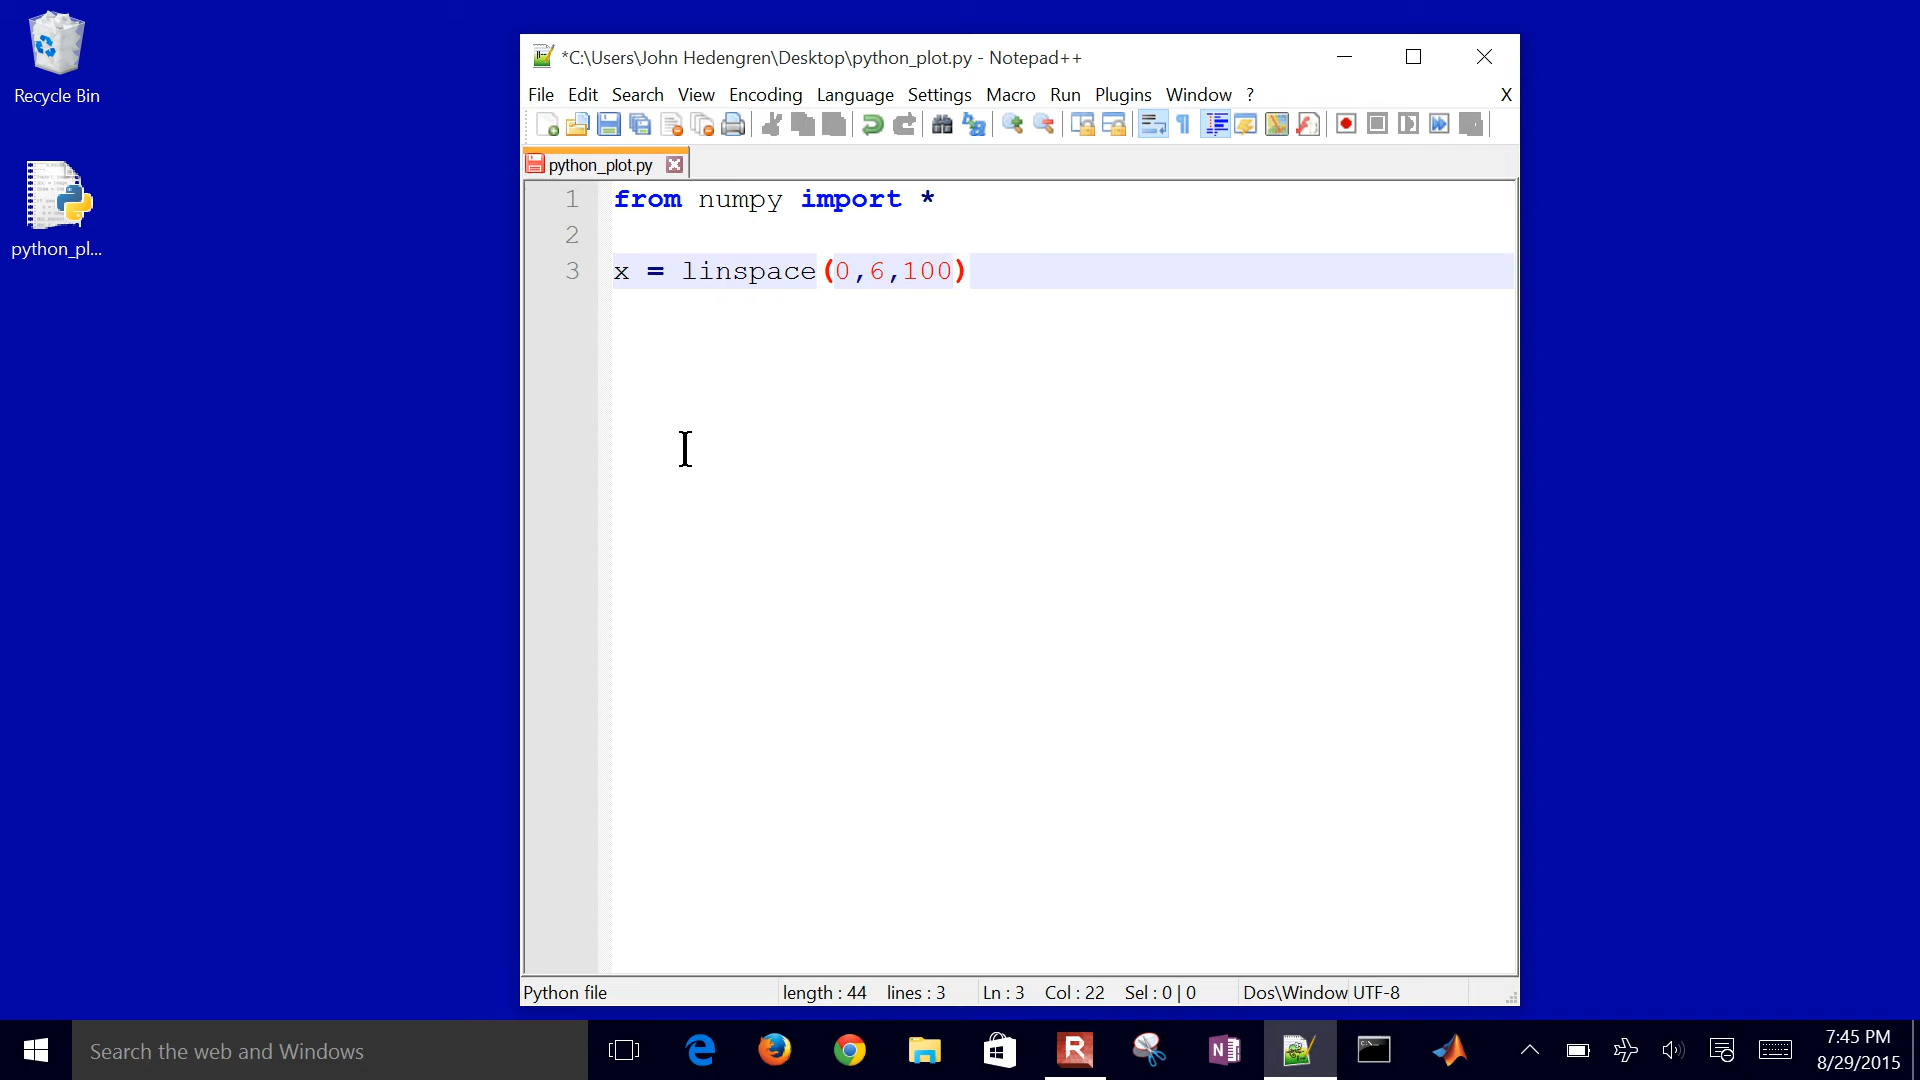 Recycle Bin
python_pl...
*C:\Users\John Hedengren\Desktop\python_plot.py - Notepad++
File Edit Search View Encoding Language Settings Macro Run Plugins Window ? X
python_plot.py
1 from numpy import *
2
3 x = linspace(0,6,100)
Python file length : 44 lines : 3 Ln : 3 Col : 22 Sel : 0 | 0 Dos\Window UTF-8
Search the web and Windows
7:45 PM
8/29/2015